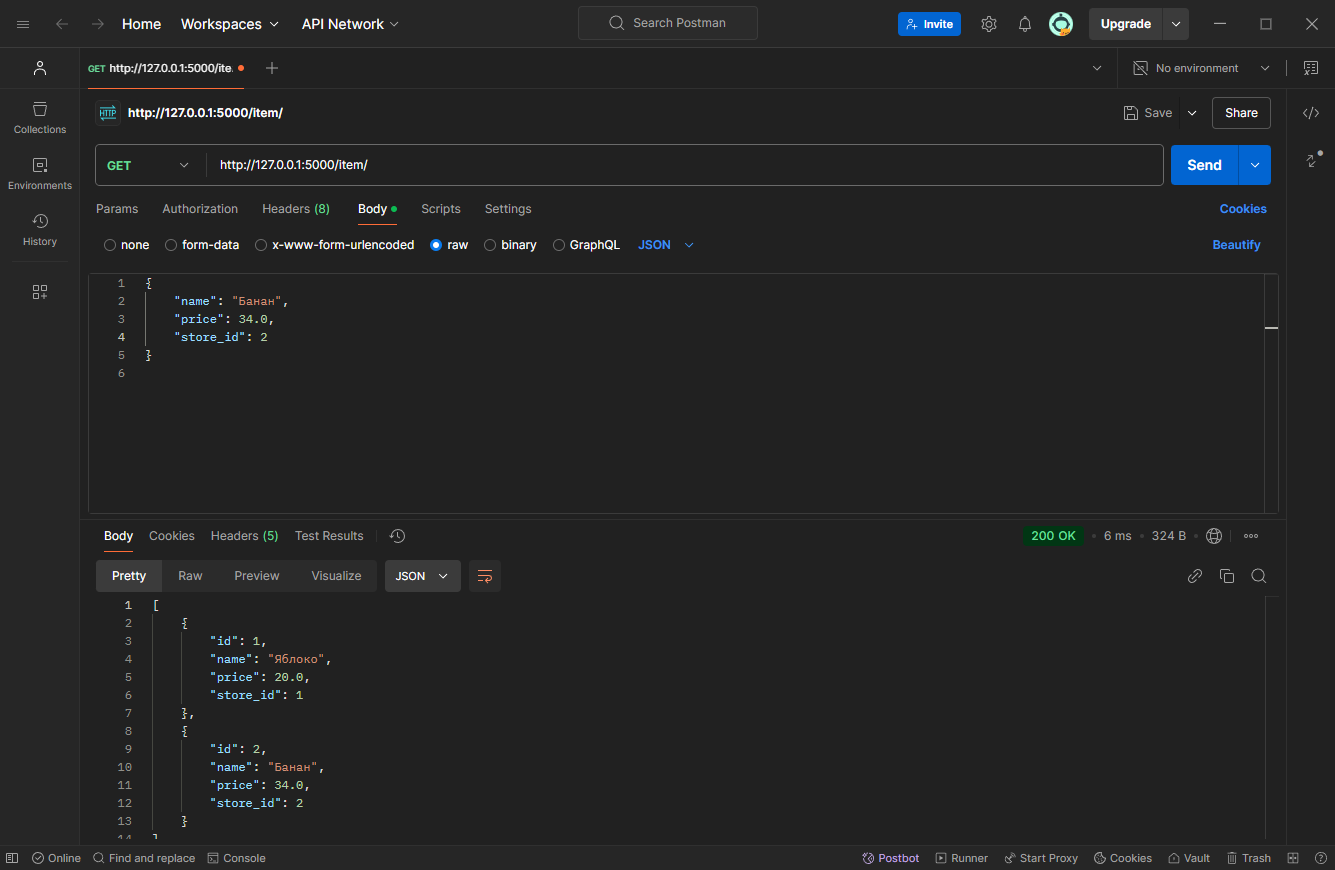 Home Workspaces API Network Search Postman Invite Upgrade
GET http://127.0.0.1:5000/ite. No environment
HTTP http://127.0.0.1:5000/item/ Save Share
Collections
GET http://127.0.0.1:5000/item/ Send
Environments
Params Authorization Headers (8) Body Scripts Settings Cookies
History
none form-data x-www-form-urlencoded raw binary GraphQL JSON Beautify
1 {
2 "name": "Банан",
3 "price": 34.0,
4 "store_id": 2
5 }
6
Body Cookies Headers (5) Test Results 200 OK 6 ms 324 B
Pretty Raw Preview Visualize JSON
1 [
2 {
3 "id": 1,
4 "name": "Яблоко",
5 "price": 20.0,
6 "store_id": 1
7 },
8 {
9 "id": 2,
10 "name": "Банан",
11 "price": 34.0,
12 "store_id": 2
13 }
14 ]
Online Find and replace Console Postbot Runner Start Proxy Cookies Vault Trash